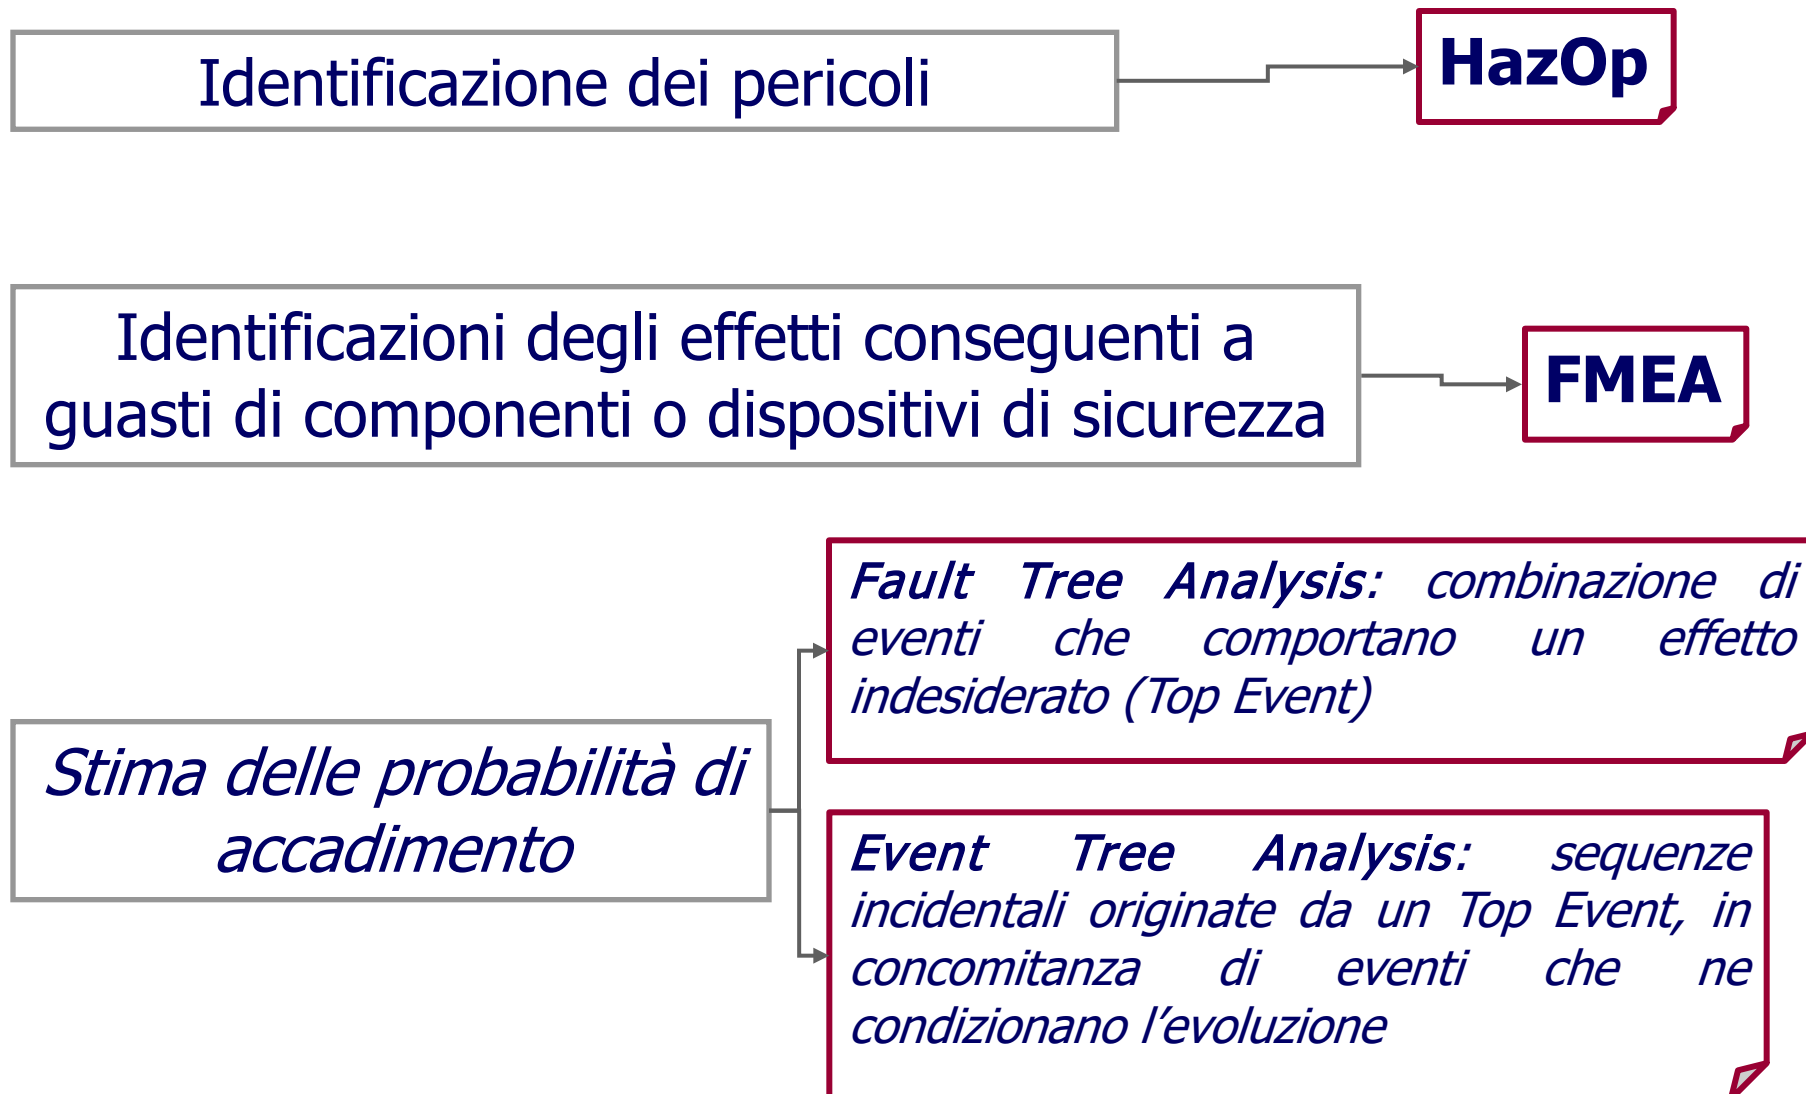 Identificazione dei pericoli
HazOp
Identificazioni degli effetti conseguenti a
guasti di componenti o dispositivi di sicurezza
FMEA
Stima delle probabilità di
accadimento
Fault Tree Analysis: combinazione di
eventi che comportano un effetto
indesiderato (Top Event)
Event Tree Analysis: sequenze
incidentali originate da un Top Event, in
concomitanza di eventi che ne
condizionano l’evoluzione